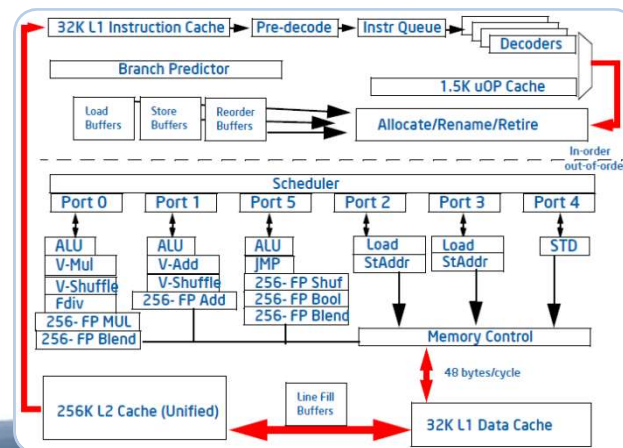 32K L1 Instruction Cache
Pre-decode
Instr Queue
Decoders
Branch Predictor
1.5K uOP Cache
Load
Buffers
Store
Buffers
Reorder
Buffers
Allocate/Rename/Retire
In-order
out-of-order
Scheduler
Port 0
Port 1
Port 5
Port 2
Port 3
Port 4
ALU
V-Mul
V-Shuffle
Fdiv
256- FP MUL
256- FP Blend
ALU
V-Add
V-Shuffle
256- FP Add
ALU
JMP
256- FP Shuf
256- FP Bool
256- FP Blend
Load
StAddr
Load
StAddr
STD
Memory Control
48 bytes/cycle
256K L2 Cache (Unified)
Line Fill
Buffers
32K L1 Data Cache